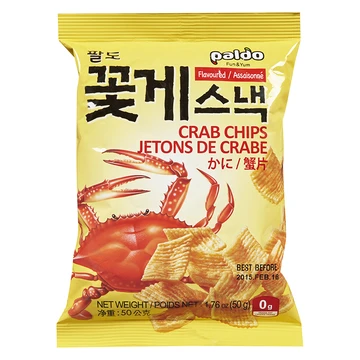 팔도
paldo
Fun&Yum
Flavoured / Assaisonné
꽃게스낵
CRAB CHIPS
JETONS DE CRABE
かに / 蟹片
BEST BEFORE
2015.FEB.16
NET WEIGHT / POIDS NET : 1.76 oz (50 g)
净重: 50 公克
0g